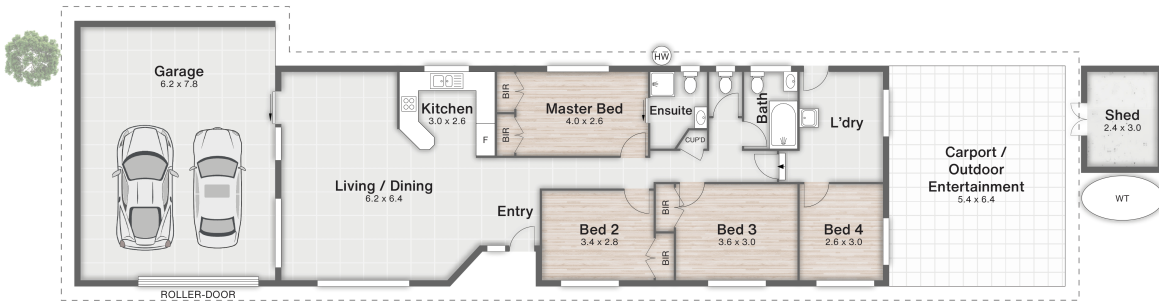 HW
Garage
6.2 x 7.8
BIR
BIR
Kitchen
3.0 x 2.6
F
Master Bed
4.0 x 2.6
Ensuite
CUP'D
Bath
L'dry
Shed
2.4 x 3.0
Carport /
Outdoor
Entertainment
5.4 x 6.4
Living / Dining
6.2 x 6.4
Entry
WT
Bed 2
3.4 x 2.8
BIR
BIR
Bed 3
3.6 x 3.0
Bed 4
2.6 x 3.0
ROLLER-DOOR